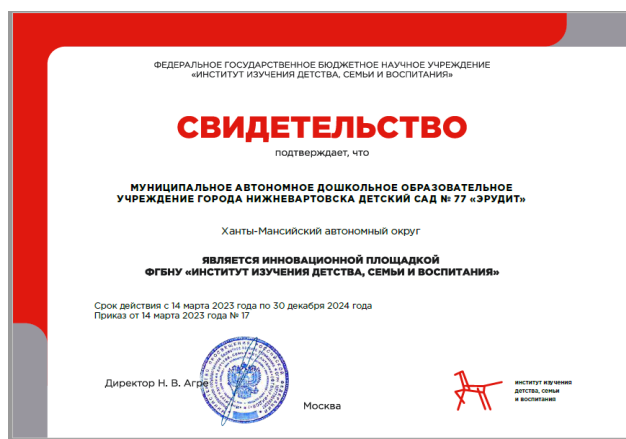 ФЕДЕРАЛЬНОЕ ГОСУДАРСТВЕННОЕ БЮДЖЕТНОЕ НАУЧНОЕ УЧРЕЖДЕНИЕ
«ИНСТИТУТ ИЗУЧЕНИЯ ДЕТСТВА, СЕМЬИ И ВОСПИТАНИЯ»
СВИДЕТЕЛЬСТВО
подтверждает, что
МУНИЦИПАЛЬНОЕ АВТОНОМНОЕ ДОШКОЛЬНОЕ ОБРАЗОВАТЕЛЬНОЕ
УЧРЕЖДЕНИЕ ГОРОДА НИЖНЕВАРТОВСКА ДЕТСКИЙ САД № 77 «ЭРУДИТ»
Ханты-Мансийский автономный округ
ЯВЛЯЕТСЯ ИННОВАЦИОННОЙ ПЛОЩАДКОЙ
ФГБНУ «ИНСТИТУТ ИЗУЧЕНИЯ ДЕТСТВА, СЕМЬИ И ВОСПИТАНИЯ»
Срок действия с 14 марта 2023 года по 30 декабря 2024 года
Приказ от 14 марта 2023 года № 17
Директор Н. В. Агре
Москва
институт изучения
детства, семьи
и воспитания